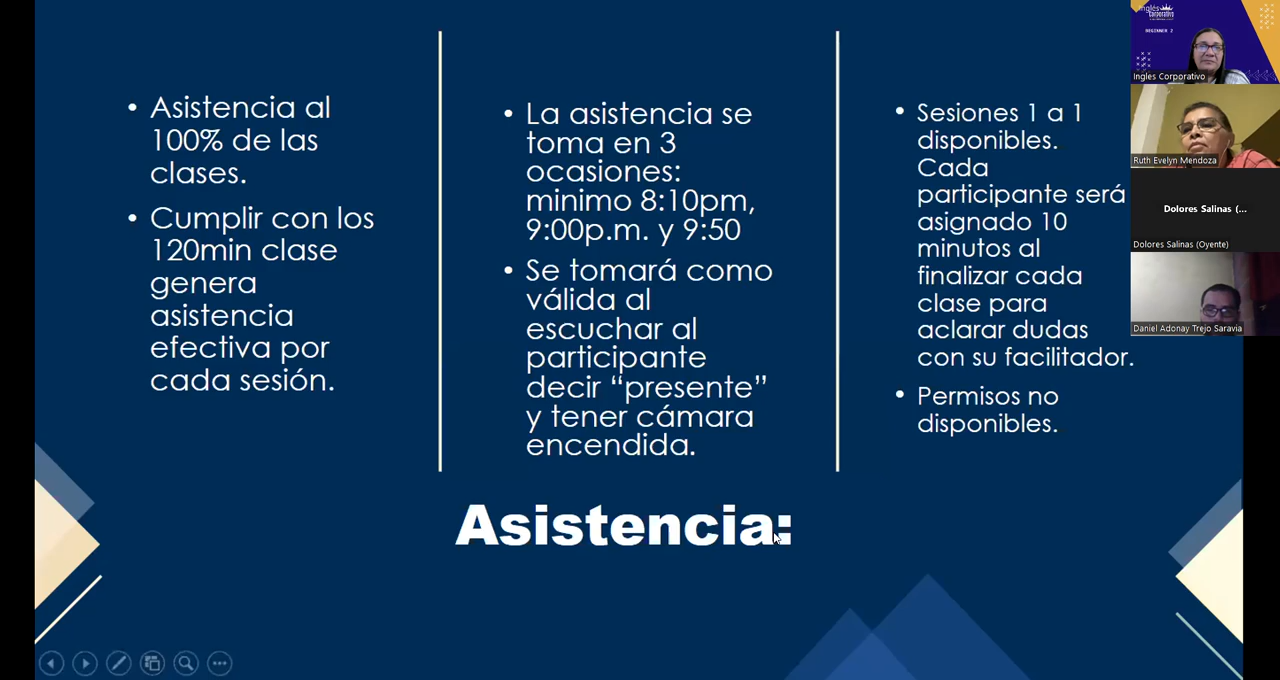 • Asistencia al
100% de las
clases.
• Cumplir con los
120min clase
genera
asistencia
efectiva por
cada sesión.
• La asistencia se
toma en 3
ocasiones:
minimo 8:10pm,
9:00p.m. y 9:50
• Se tomará como
válida al
escuchar al
participante
decir “presente”
y tener cámara
encendida.
• Sesiones 1 a 1
disponibles.
Cada
participante será
asignado 10
minutos al
finalizar cada
clase para
aclarar dudas
con su facilitador.
• Permisos no
disponibles.
Asistencia:
Inglés
Corporativo
BEGINNER 2
Ingles Corporativo
Ruth Evelyn Mendoza
Dolores Salinas (...
Dolores Salinas (Oyente)
Daniel Adonay Trejo Saravia